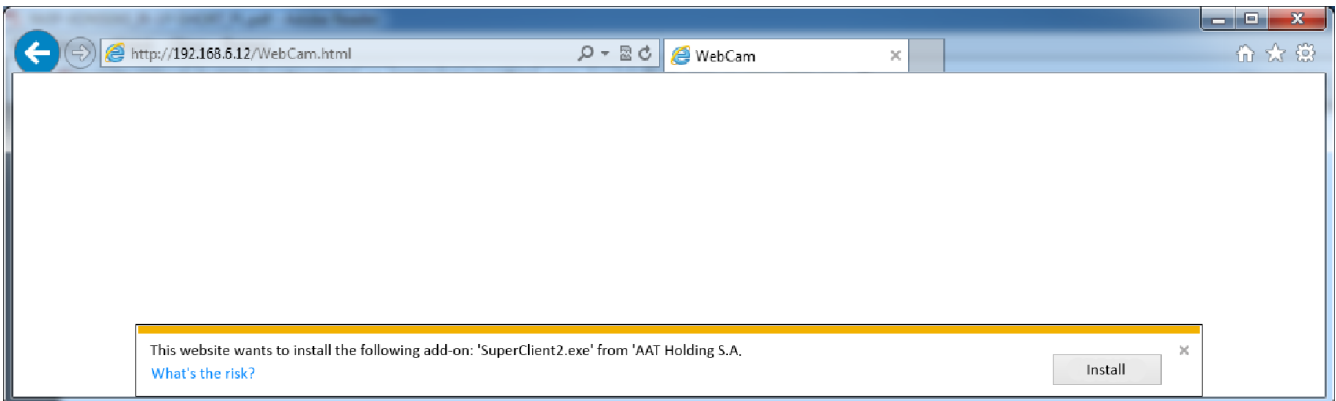 http://192.168.6.12/WebCam.html
WebCam
This website wants to install the following add-on: 'SuperClient2.exe' from 'AAT Holding S.A.
What's the risk?
Install